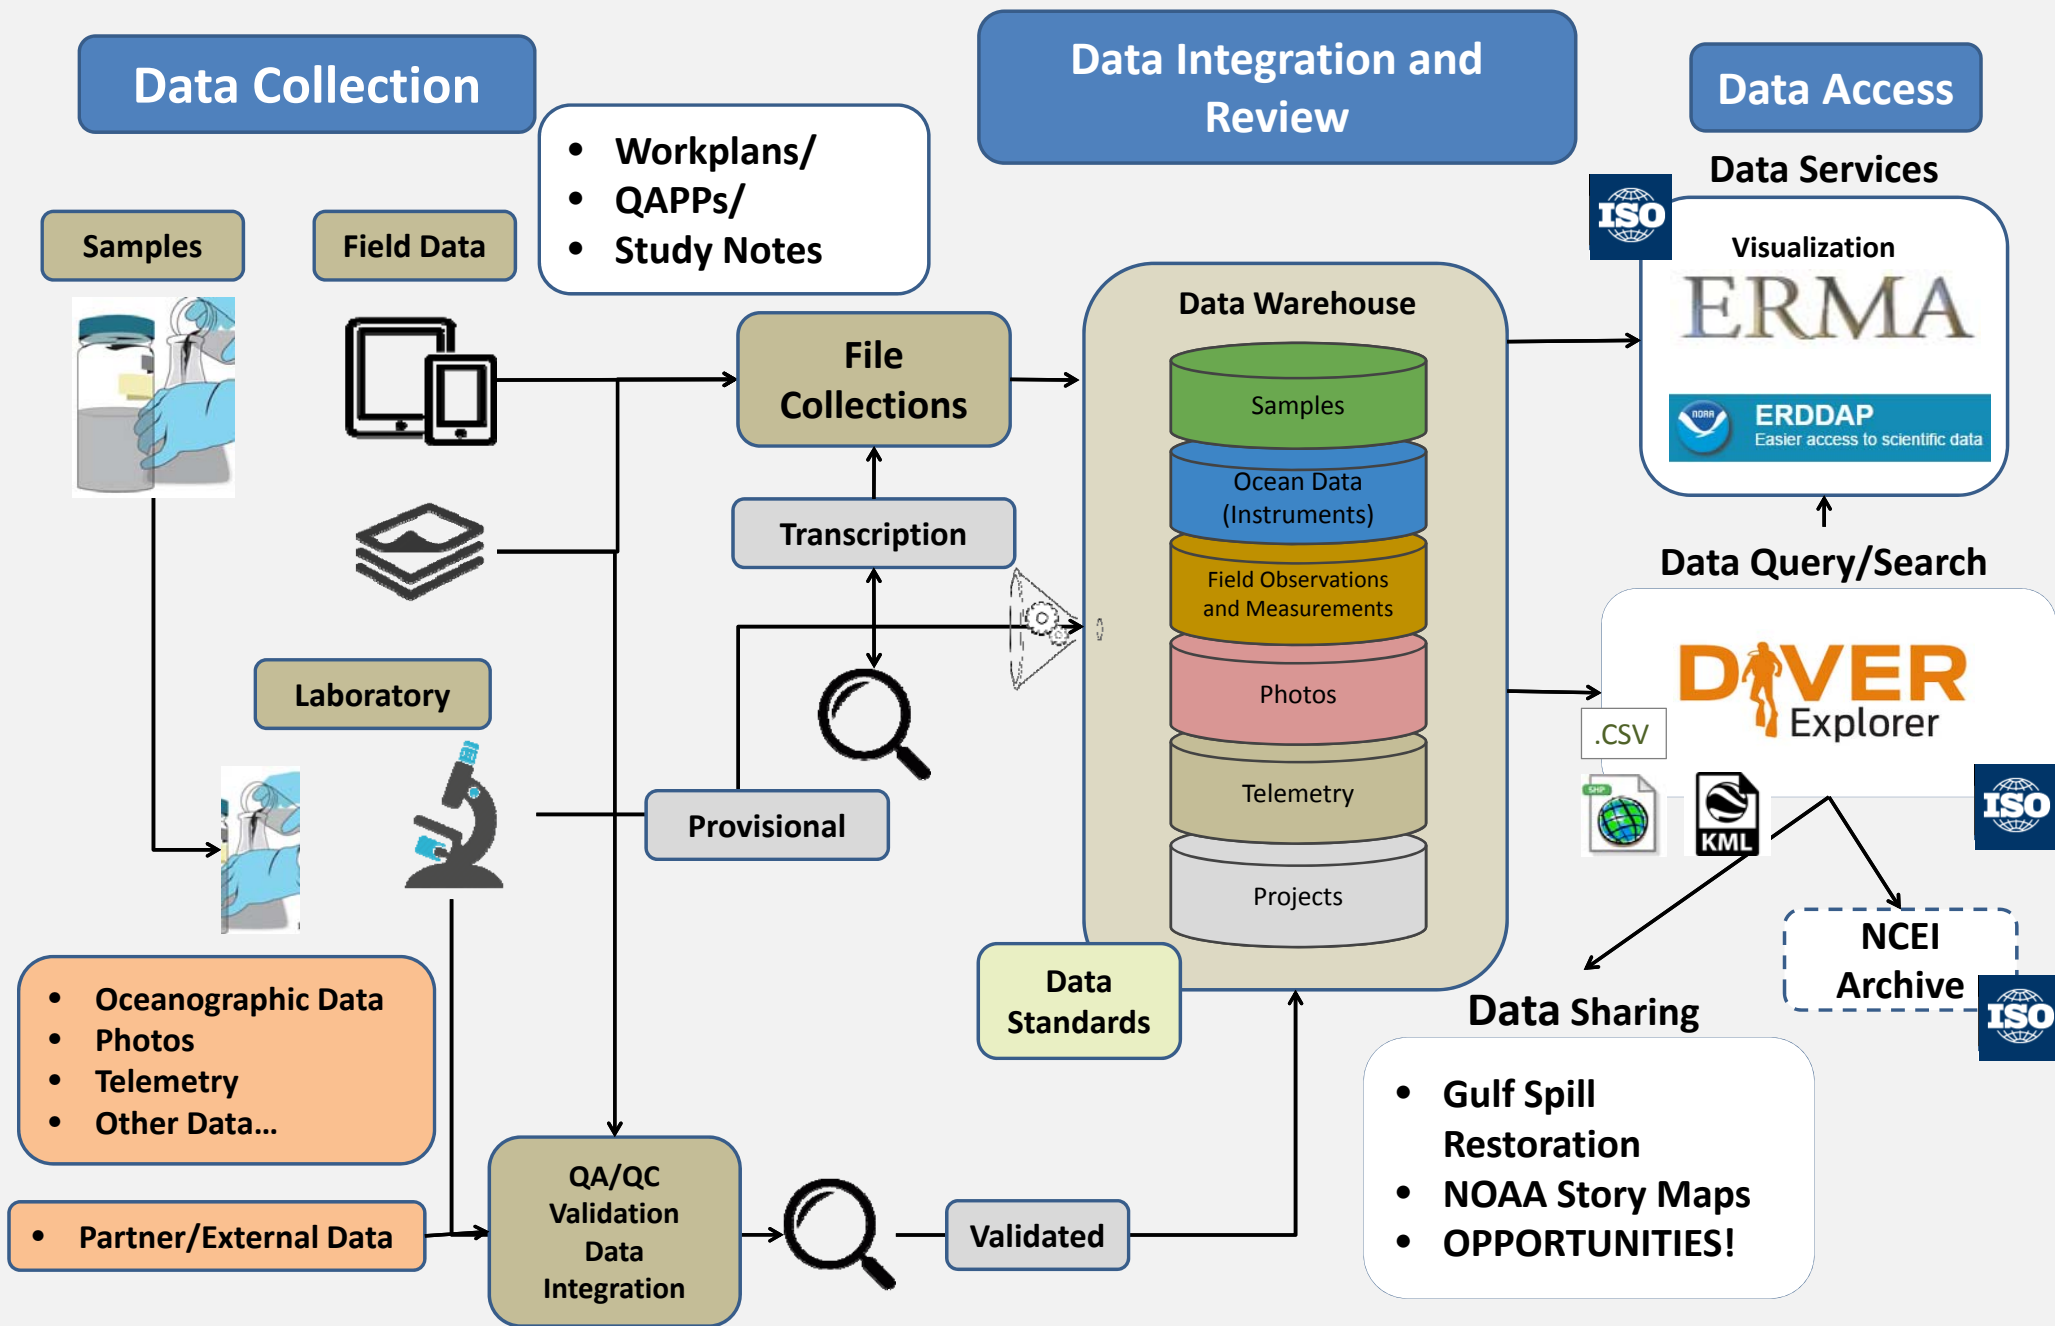 Data Collection
Data Integration and
Review
Data Access
• Workplans/
• QAPPs/
• Study Notes
Samples
Field Data
File
Collections
Transcription
Laboratory
Provisional
• Oceanographic Data
• Photos
• Telemetry
• Other Data...
• Partner/External Data
QA/QC
Validation
Data
Integration
Validated
Data Warehouse
Samples
Ocean Data
(Instruments)
Field Observations
and Measurements
Photos
Telemetry
Projects
Data
Standards
Data Services
ISO
Visualization
ERMA
NOAA
ERDDAP
Easier access to scientific data
Data Query/Search
DIVER
Explorer
.CSV
SHP
KML
ISO
NCEI
Archive
ISO
Data Sharing
• Gulf Spill
Restoration
• NOAA Story Maps
• OPPORTUNITIES!